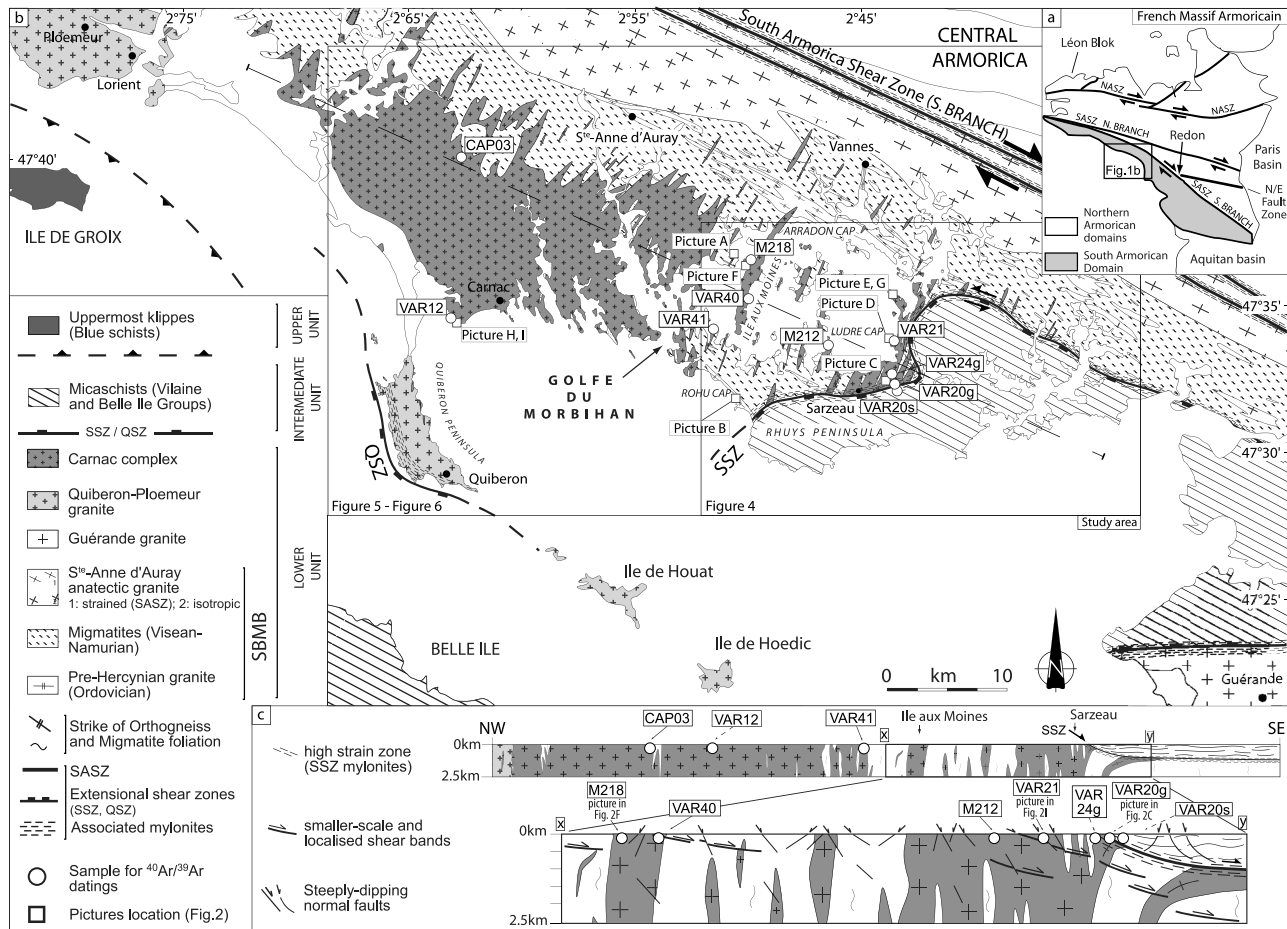 b
2°75'
2°65'
2°55'
2°45'
Ploemeur
Lorient
47°40'
ILE DE GROIX
CAP03
Ste-Anne d'Auray
Vannes
South Armorica Shear Zone (S. BRANCH)
CENTRAL
ARMORICA
a
French Massif Armoricain
Léon Blok
NASZ
NASZ
SASZ N. BRANCH
Redon
Paris
Basin
Fig.1b
SASZ S. BRANCH
N/E
Fault
Zone
Northern
Armorican
domains
South Armorican
Domain
Aquitan basin
ARRADON CAP
Picture A
M218
Picture F
ILE AUX MOINES
Picture E, G
VAR40
Picture D
47°35'
Carnac
VAR12
Picture H, I
VAR41
M212
LUDRE CAP
VAR21
Picture C
VAR24g
VAR20g
VAR20s
GOLFE
DU
MORBIHAN
QUIBERON PENINSULA
ROHU CAP
Sarzeau
Picture B
RHUYS PENINSULA
SSZ
QSZ
Quiberon
47°30'
Figure 5 - Figure 6
Figure 4
Study area
Ile de Houat
47°25'
BELLE ILE
Ile de Hoedic
0 km 10
Guérande
Uppermost klippes
(Blue schists)
UPPER
UNIT
Micaschists (Vilaine
and Belle Ile Groups)
INTERMEDIATE
UNIT
SSZ / QSZ
Carnac complex
Quiberon-Ploemeur
granite
Guérande granite
LOWER
UNIT
Ste-Anne d'Auray
anatectic granite
1: strained (SASZ); 2: isotropic
Migmatites (Visean-
Namurian)
SBMB
Pre-Hercynian granite
(Ordovician)
Strike of Orthogneiss
and Migmatite foliation
SASZ
Extensional shear zones
(SSZ, QSZ)
Associated mylonites
Sample for ⁴⁰Ar/³⁹Ar
datings
Pictures location (Fig.2)
c
NW
CAP03
VAR12
VAR41
Ile aux Moines
Sarzeau
SSZ
SE
x
y
0km
2.5km
high strain zone
(SSZ mylonites)
smaller-scale and
localised shear bands
Steeply-dipping
normal faults
M218
picture in
Fig. 2F
VAR40
M212
VAR21
picture in
Fig. 2I
VAR
24g
VAR20g
picture in
Fig. 2C
VAR20s
x
y
0km
2.5km